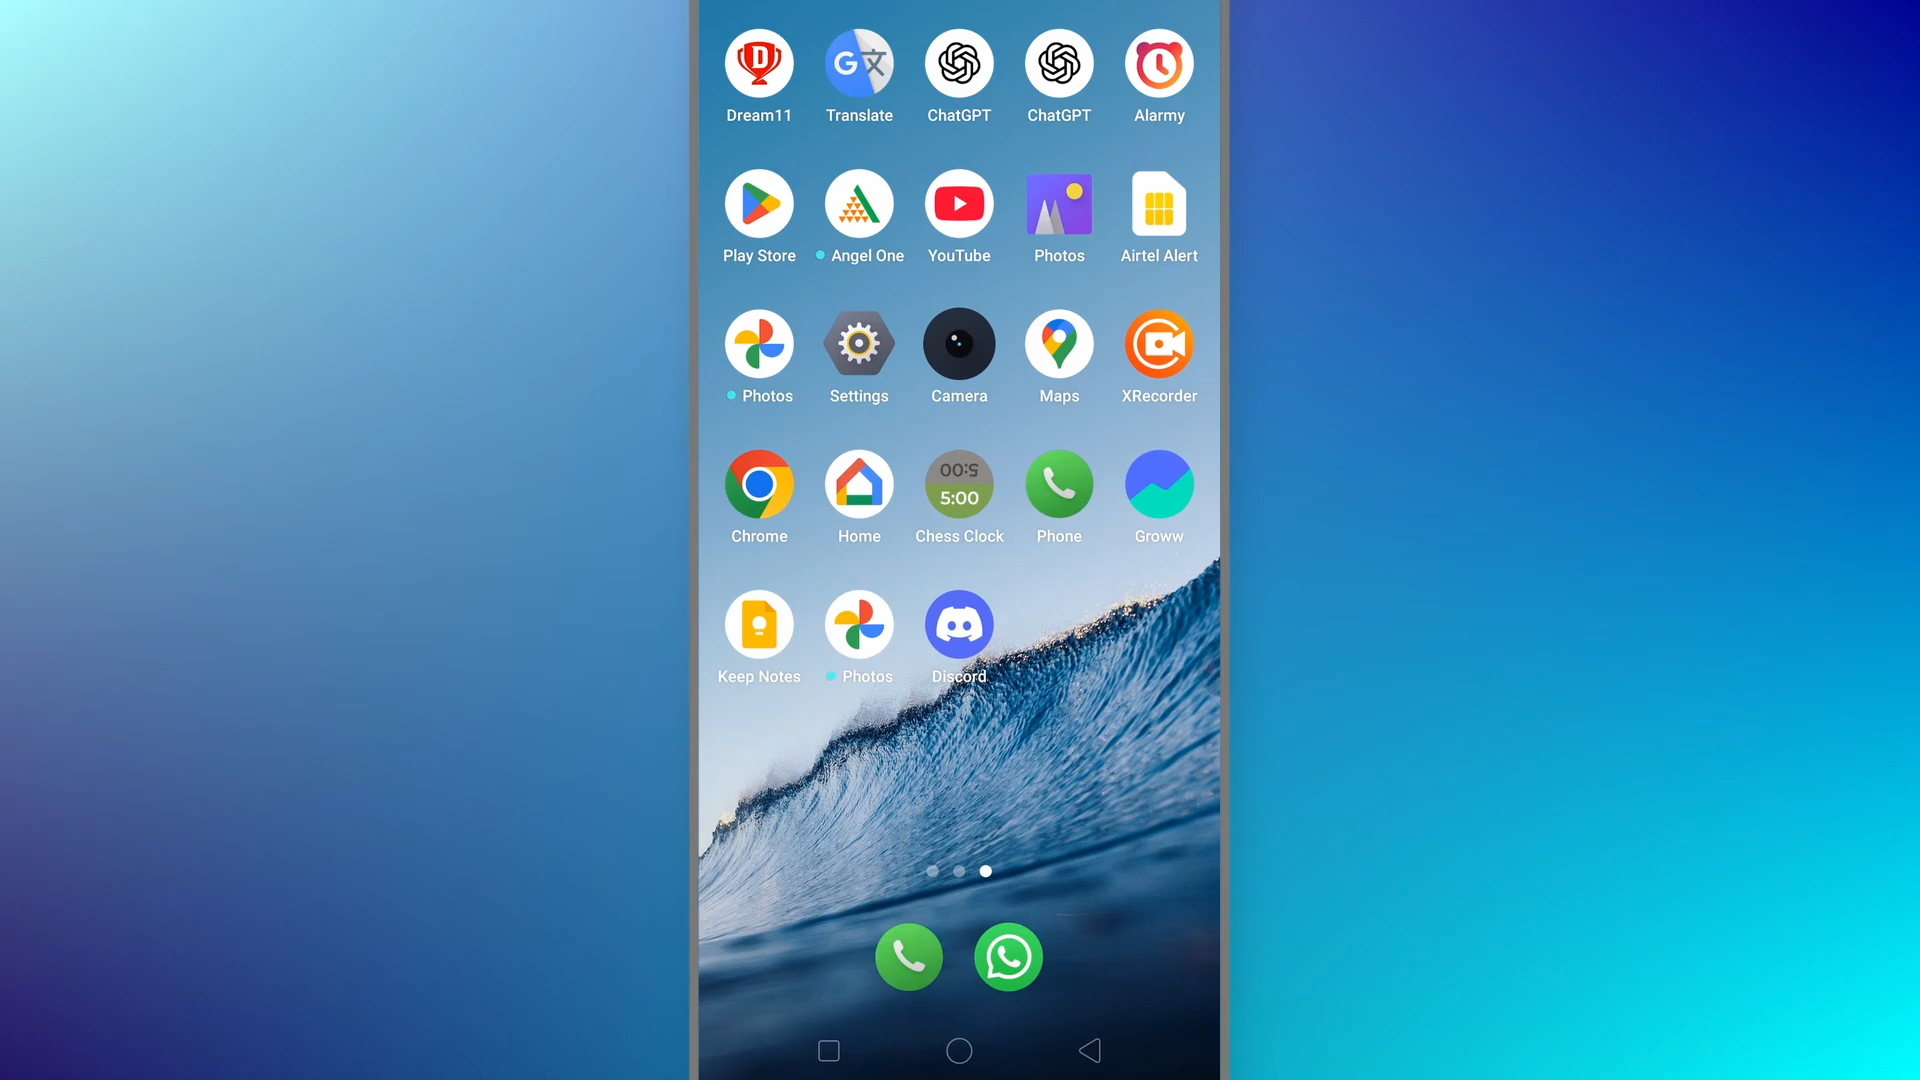 Dream11 Translate ChatGPT ChatGPT Alarmy
Play Store Angel One YouTube Photos Airtel Alert
Photos Settings Camera Maps XRecorder
5:00
5:00
Chrome Home Chess Clock Phone Groww
Keep Notes Photos Discord